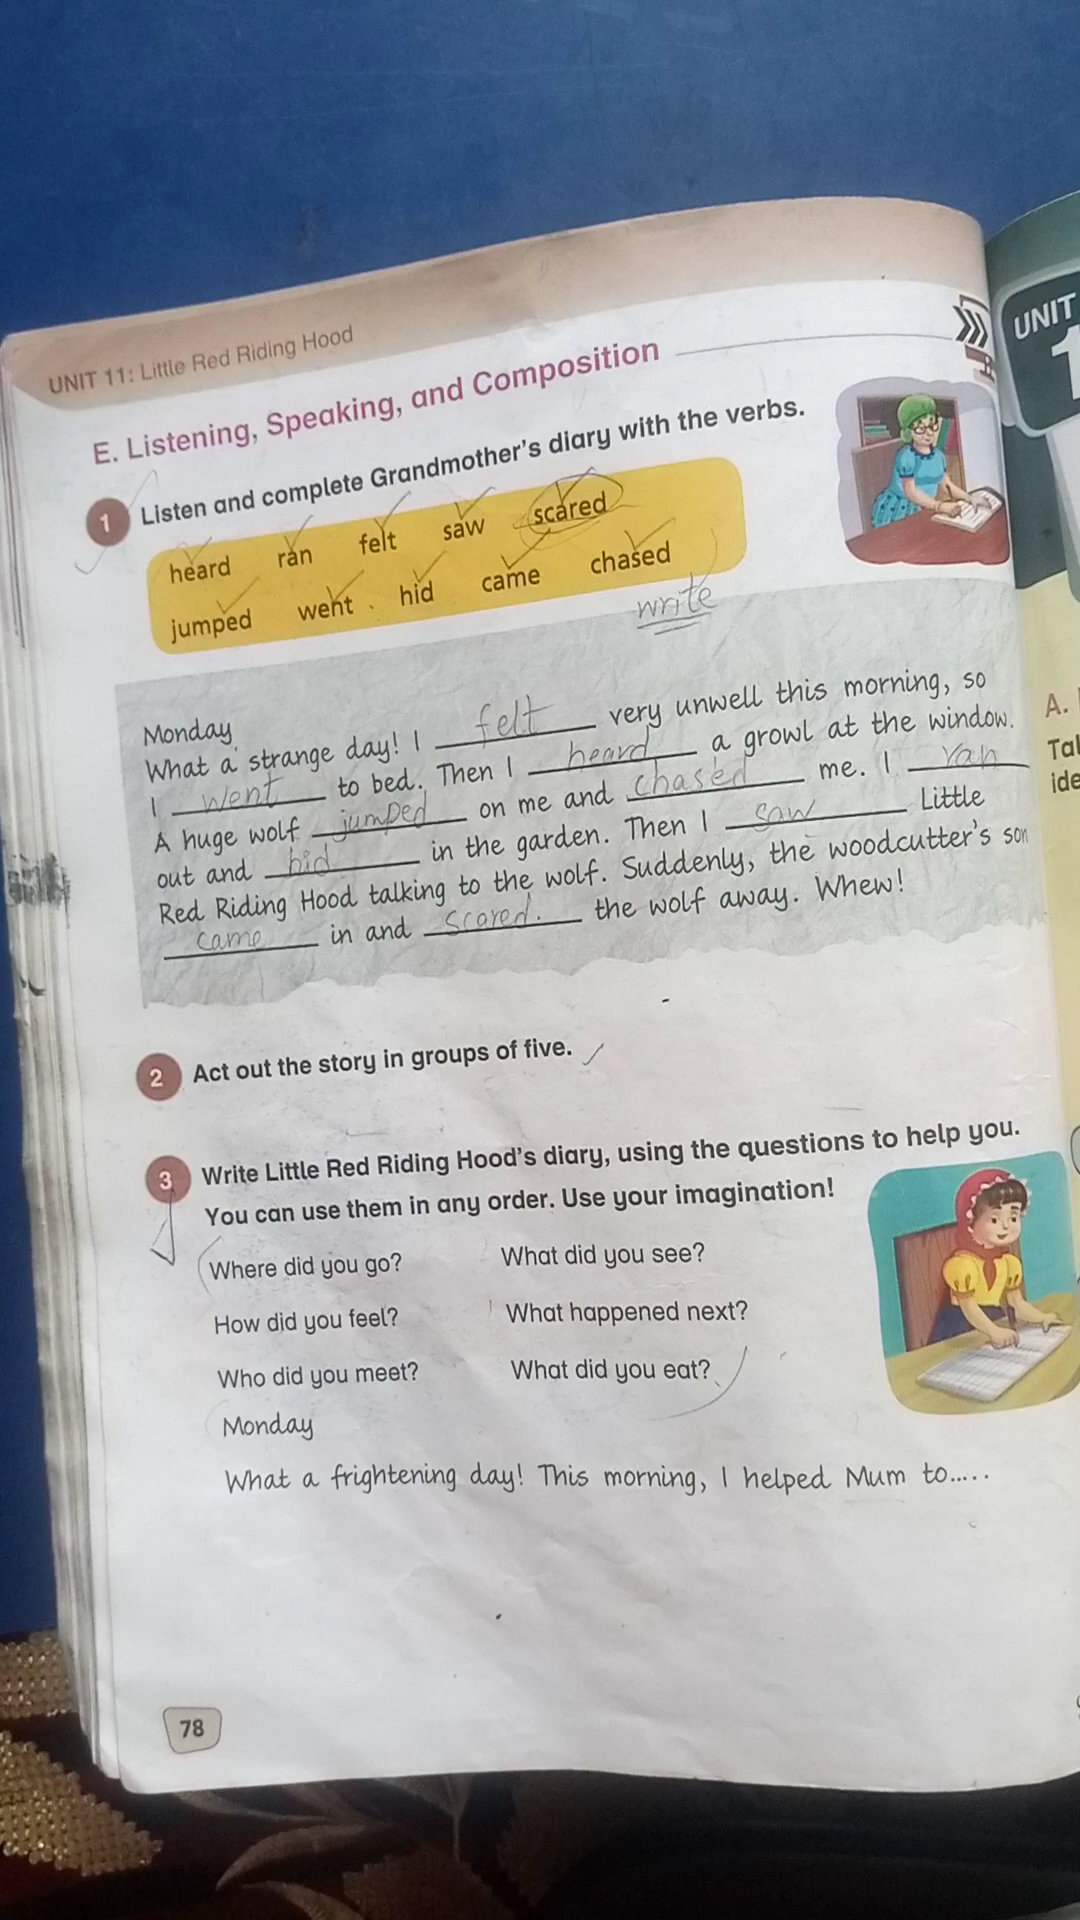 UNIT 11: Little Red Riding Hood
E. Listening, Speaking, and Composition
1 Listen and complete Grandmother's diary with the verbs.
heard ran felt saw scared
jumped went hid came chased
write
Monday
What a strange day! I felt very unwell this morning, so
I went to bed. Then I heard a growl at the window.
A huge wolf jumped on me and chased me. I ran
out and hid in the garden. Then I saw Little
Red Riding Hood talking to the wolf. Suddenly, the woodcutter's son
came in and scared. the wolf away. Whew!
2 Act out the story in groups of five.
3 Write Little Red Riding Hood's diary, using the questions to help you.
You can use them in any order. Use your imagination!
Where did you go? What did you see?
How did you feel? What happened next?
Who did you meet? What did you eat?
Monday
What a frightening day! This morning, I helped Mum to.....
78
UNIT
1
A.